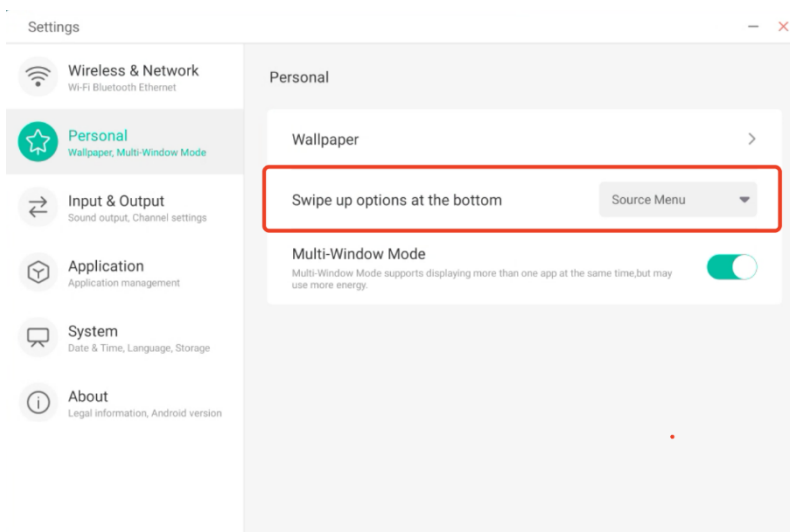 Settings
Wireless & Network
Wi-Fi Bluetooth Ethernet
Personal
Wallpaper, Multi-Window Mode
Input & Output
Sound output, Channel settings
Application
Application management
System
Date & Time, Language, Storage
About
Legal information, Android version
Personal
Wallpaper
Swipe up options at the bottom
Source Menu
Multi-Window Mode
Multi-Window Mode supports displaying more than one app at the same time,but may
use more energy.